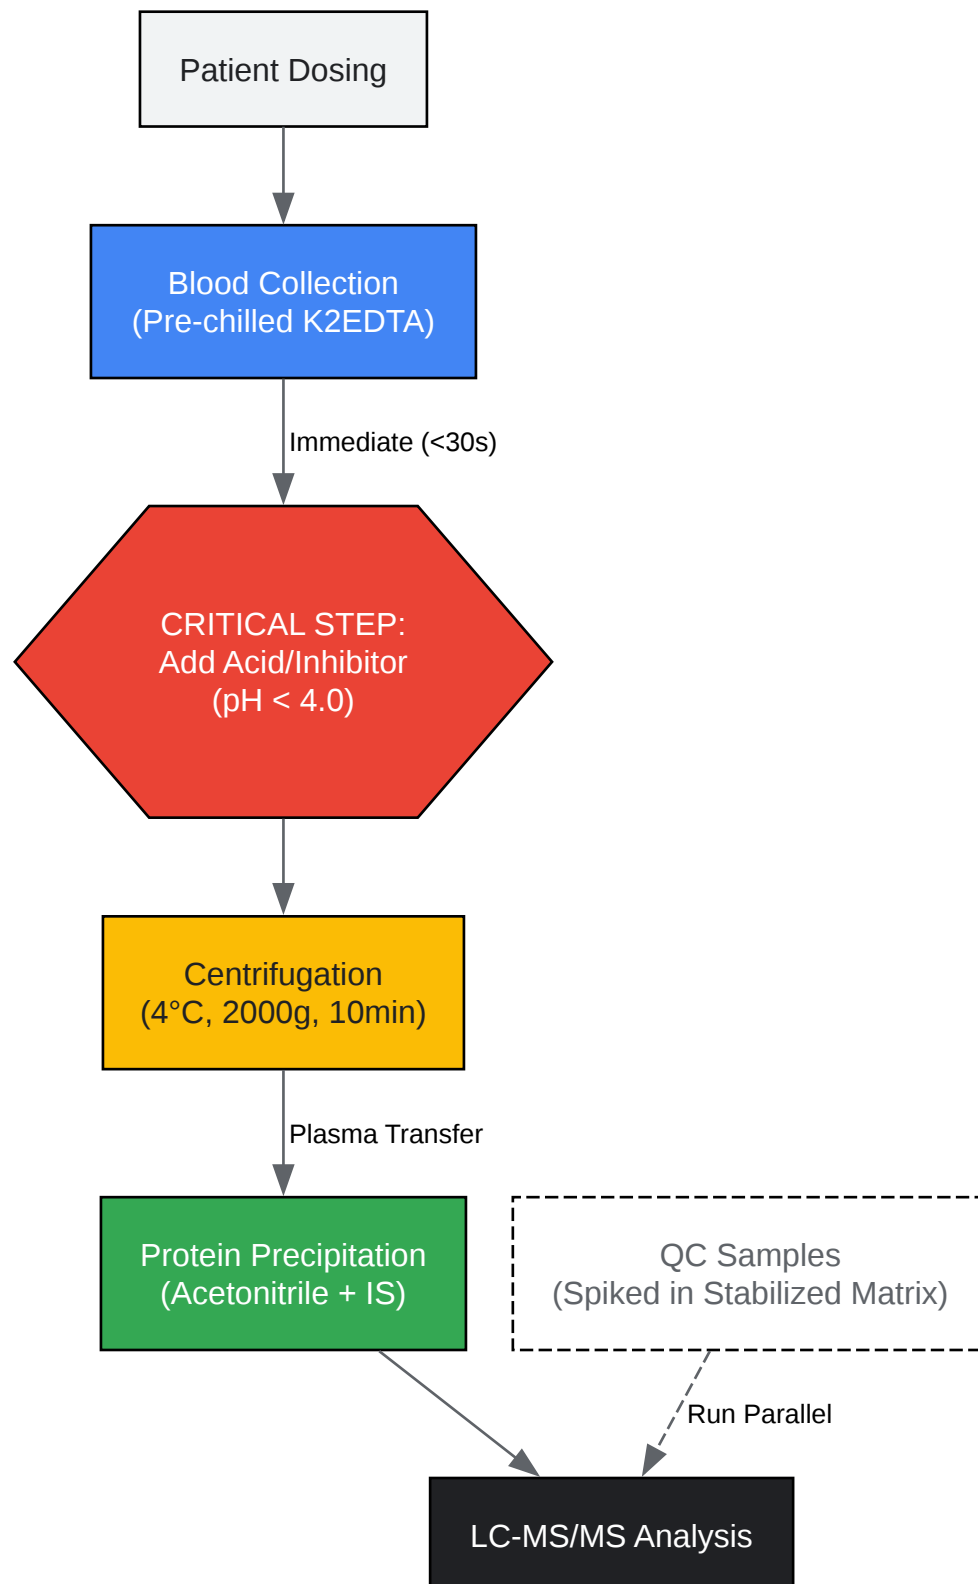 Patient Dosing
Blood Collection
(Pre-chilled K2EDTA)
Immediate (<30s)
CRITICAL STEP:
Add Acid/Inhibitor
(pH < 4.0)
Centrifugation
(4°C, 2000g, 10min)
Plasma Transfer
Protein Precipitation
(Acetonitrile + IS)
QC Samples
(Spiked in Stabilized Matrix)
Run Parallel
LC-MS/MS Analysis